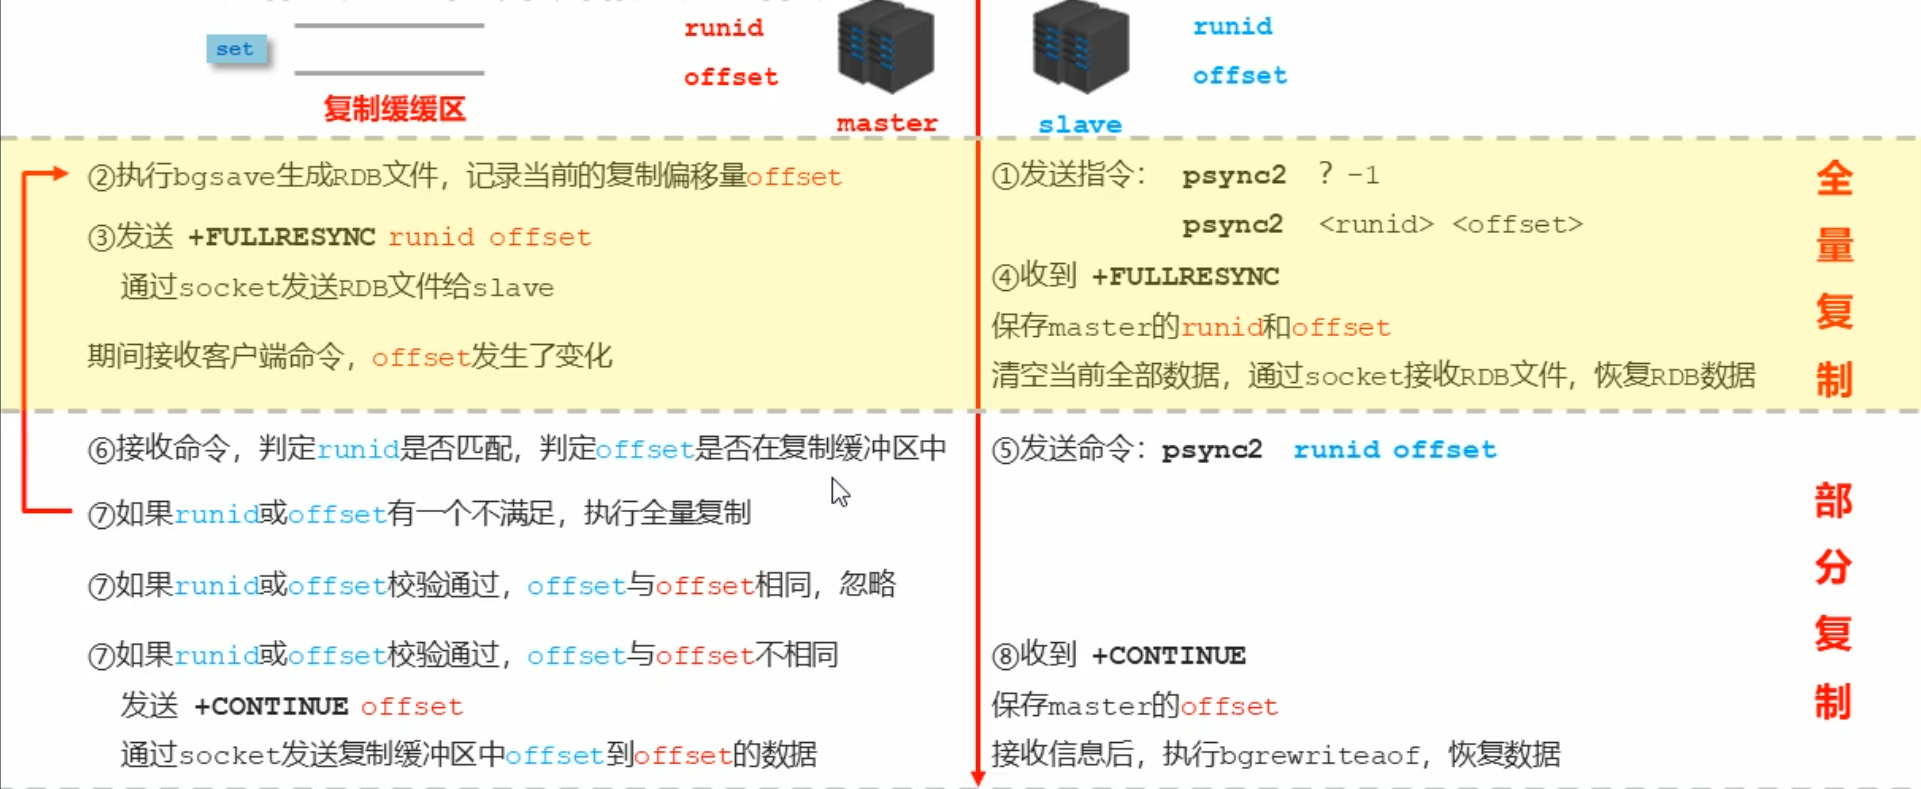 set
复制缓缓区
runid
offset
master
slave
runid
offset
②执行bgsave生成RDB文件，记录当前的复制偏移量offset
③发送 +FULLRESYNC runid offset
通过socket发送RDB文件给slave
期间接收客户端命令，offset发生了变化
①发送指令： psync2 ? -1
psync2 <runid> <offset>
④收到 +FULLRESYNC
保存master的runid和offset
清空当前全部数据，通过socket接收RDB文件，恢复RDB数据
全
量
复
制
⑥接收命令，判定runid是否匹配，判定offset是否在复制缓冲区中
⑦如果runid或offset有一个不满足，执行全量复制
⑦如果runid或offset校验通过，offset与offset相同，忽略
⑦如果runid或offset校验通过，offset与offset不相同
发送 +CONTINUE offset
通过socket发送复制缓冲区中offset到offset的数据
⑤发送命令：psync2 runid offset
⑧收到 +CONTINUE
保存master的offset
接收信息后，执行bgrewriteaof，恢复数据
部
分
复
制